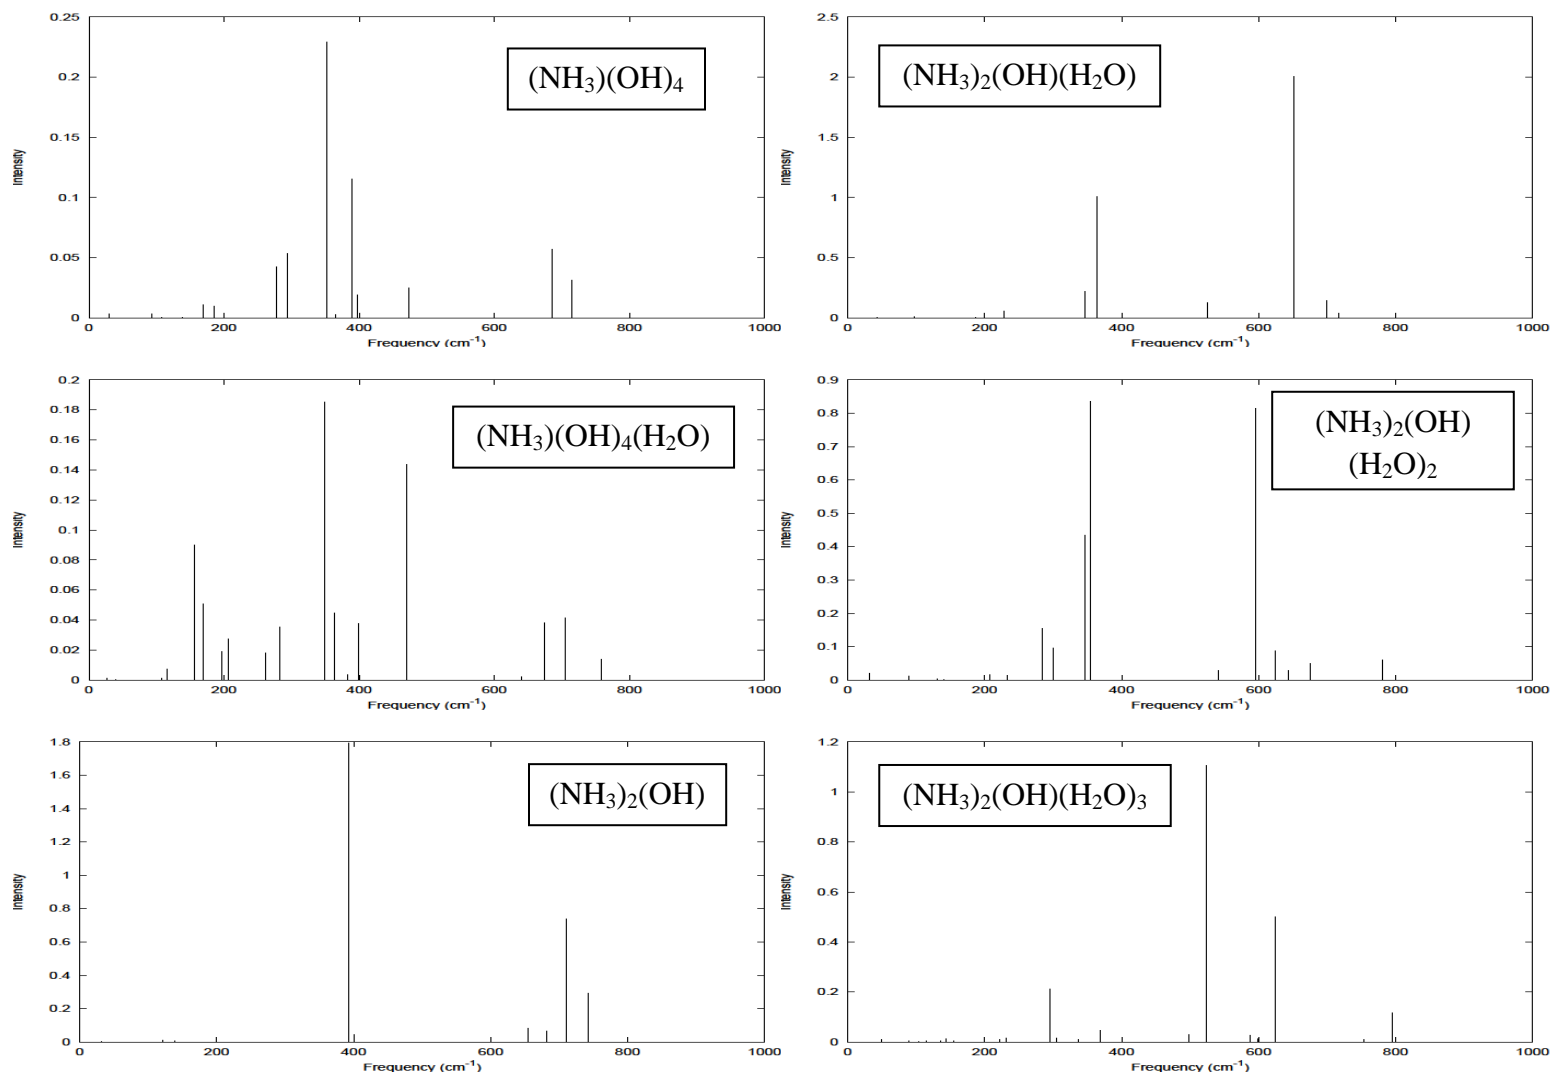 0.25
0.2
0.15
0.1
0.05
0
Intensity
(NH₃)(OH)₄
0 200 400 600 800 1000
Frequency (cm⁻¹)
2.5
2
1.5
1
0.5
0
Intensity
(NH₃)₂(OH)(H₂O)
0 200 400 600 800 1000
Frequency (cm⁻¹)
0.2
0.18
0.16
0.14
0.12
0.1
0.08
0.06
0.04
0.02
0
Intensity
(NH₃)(OH)₄(H₂O)
0 200 400 600 800 1000
Frequency (cm⁻¹)
0.9
0.8
0.7
0.6
0.5
0.4
0.3
0.2
0.1
0
Intensity
(NH₃)₂(OH)
(H₂O)₂
0 200 400 600 800 1000
Frequency (cm⁻¹)
1.8
1.6
1.4
1.2
1
0.8
0.6
0.4
0.2
0
Intensity
(NH₃)₂(OH)
0 200 400 600 800 1000
Frequency (cm⁻¹)
1.2
1
0.8
0.6
0.4
0.2
0
Intensity
(NH₃)₂(OH)(H₂O)₃
0 200 400 600 800 1000
Frequency (cm⁻¹)